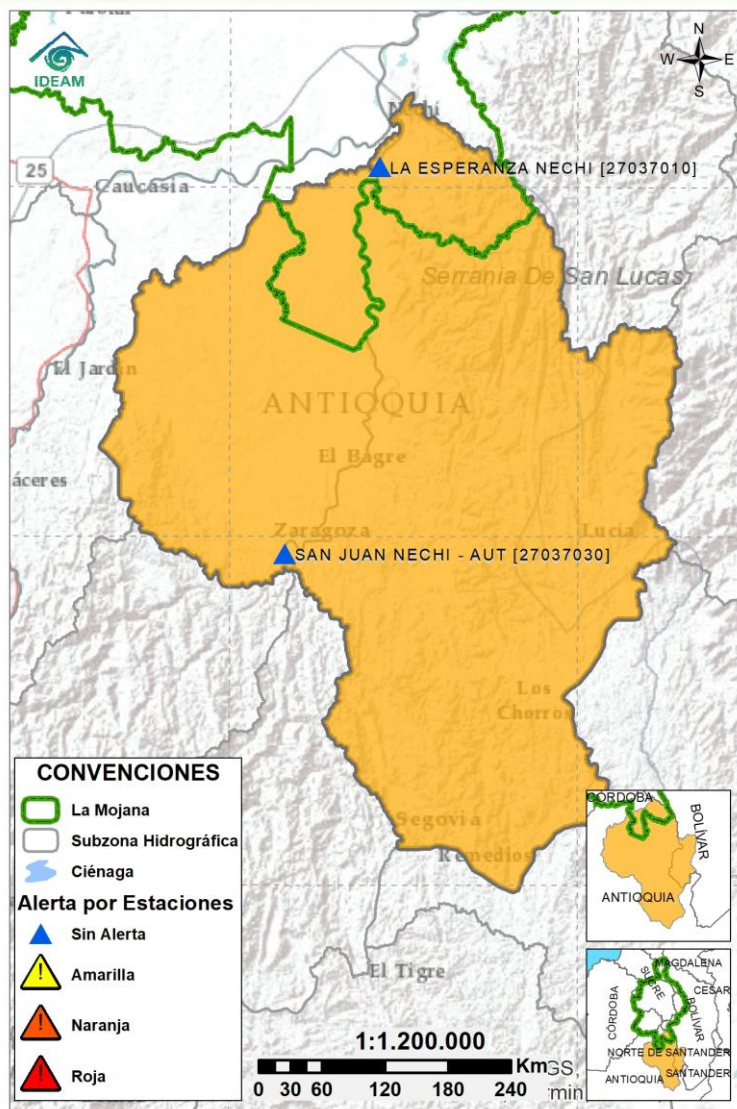 IDEAM
N
W E
S
Nechí
LA ESPERANZA NECHI [27037010]
25
Caucasia
Serranía De San Lucas
El Jardín
ANTIOQUIA
El Bagre
áceres
Zaragoza
Lucía
SAN JUAN NECHI - AUT [27037030]
Los
Chorros
Segovia
Remedios
El Tigre
CONVENCIONES
La Mojana
Subzona Hidrográfica
Ciénaga
Alerta por Estaciones
Sin Alerta
Amarilla
Naranja
Roja
1:1.200.000
Km
0 30 60 120 180 240
GS,
min
CÓRDOBA
BOLÍVAR
ANTIOQUIA
MAGDALENA
SUCRE
CESAR
CÓRDOBA
BOLÍVAR
NORTE DE SANTANDER
SANTANDER
ANTIOQUIA